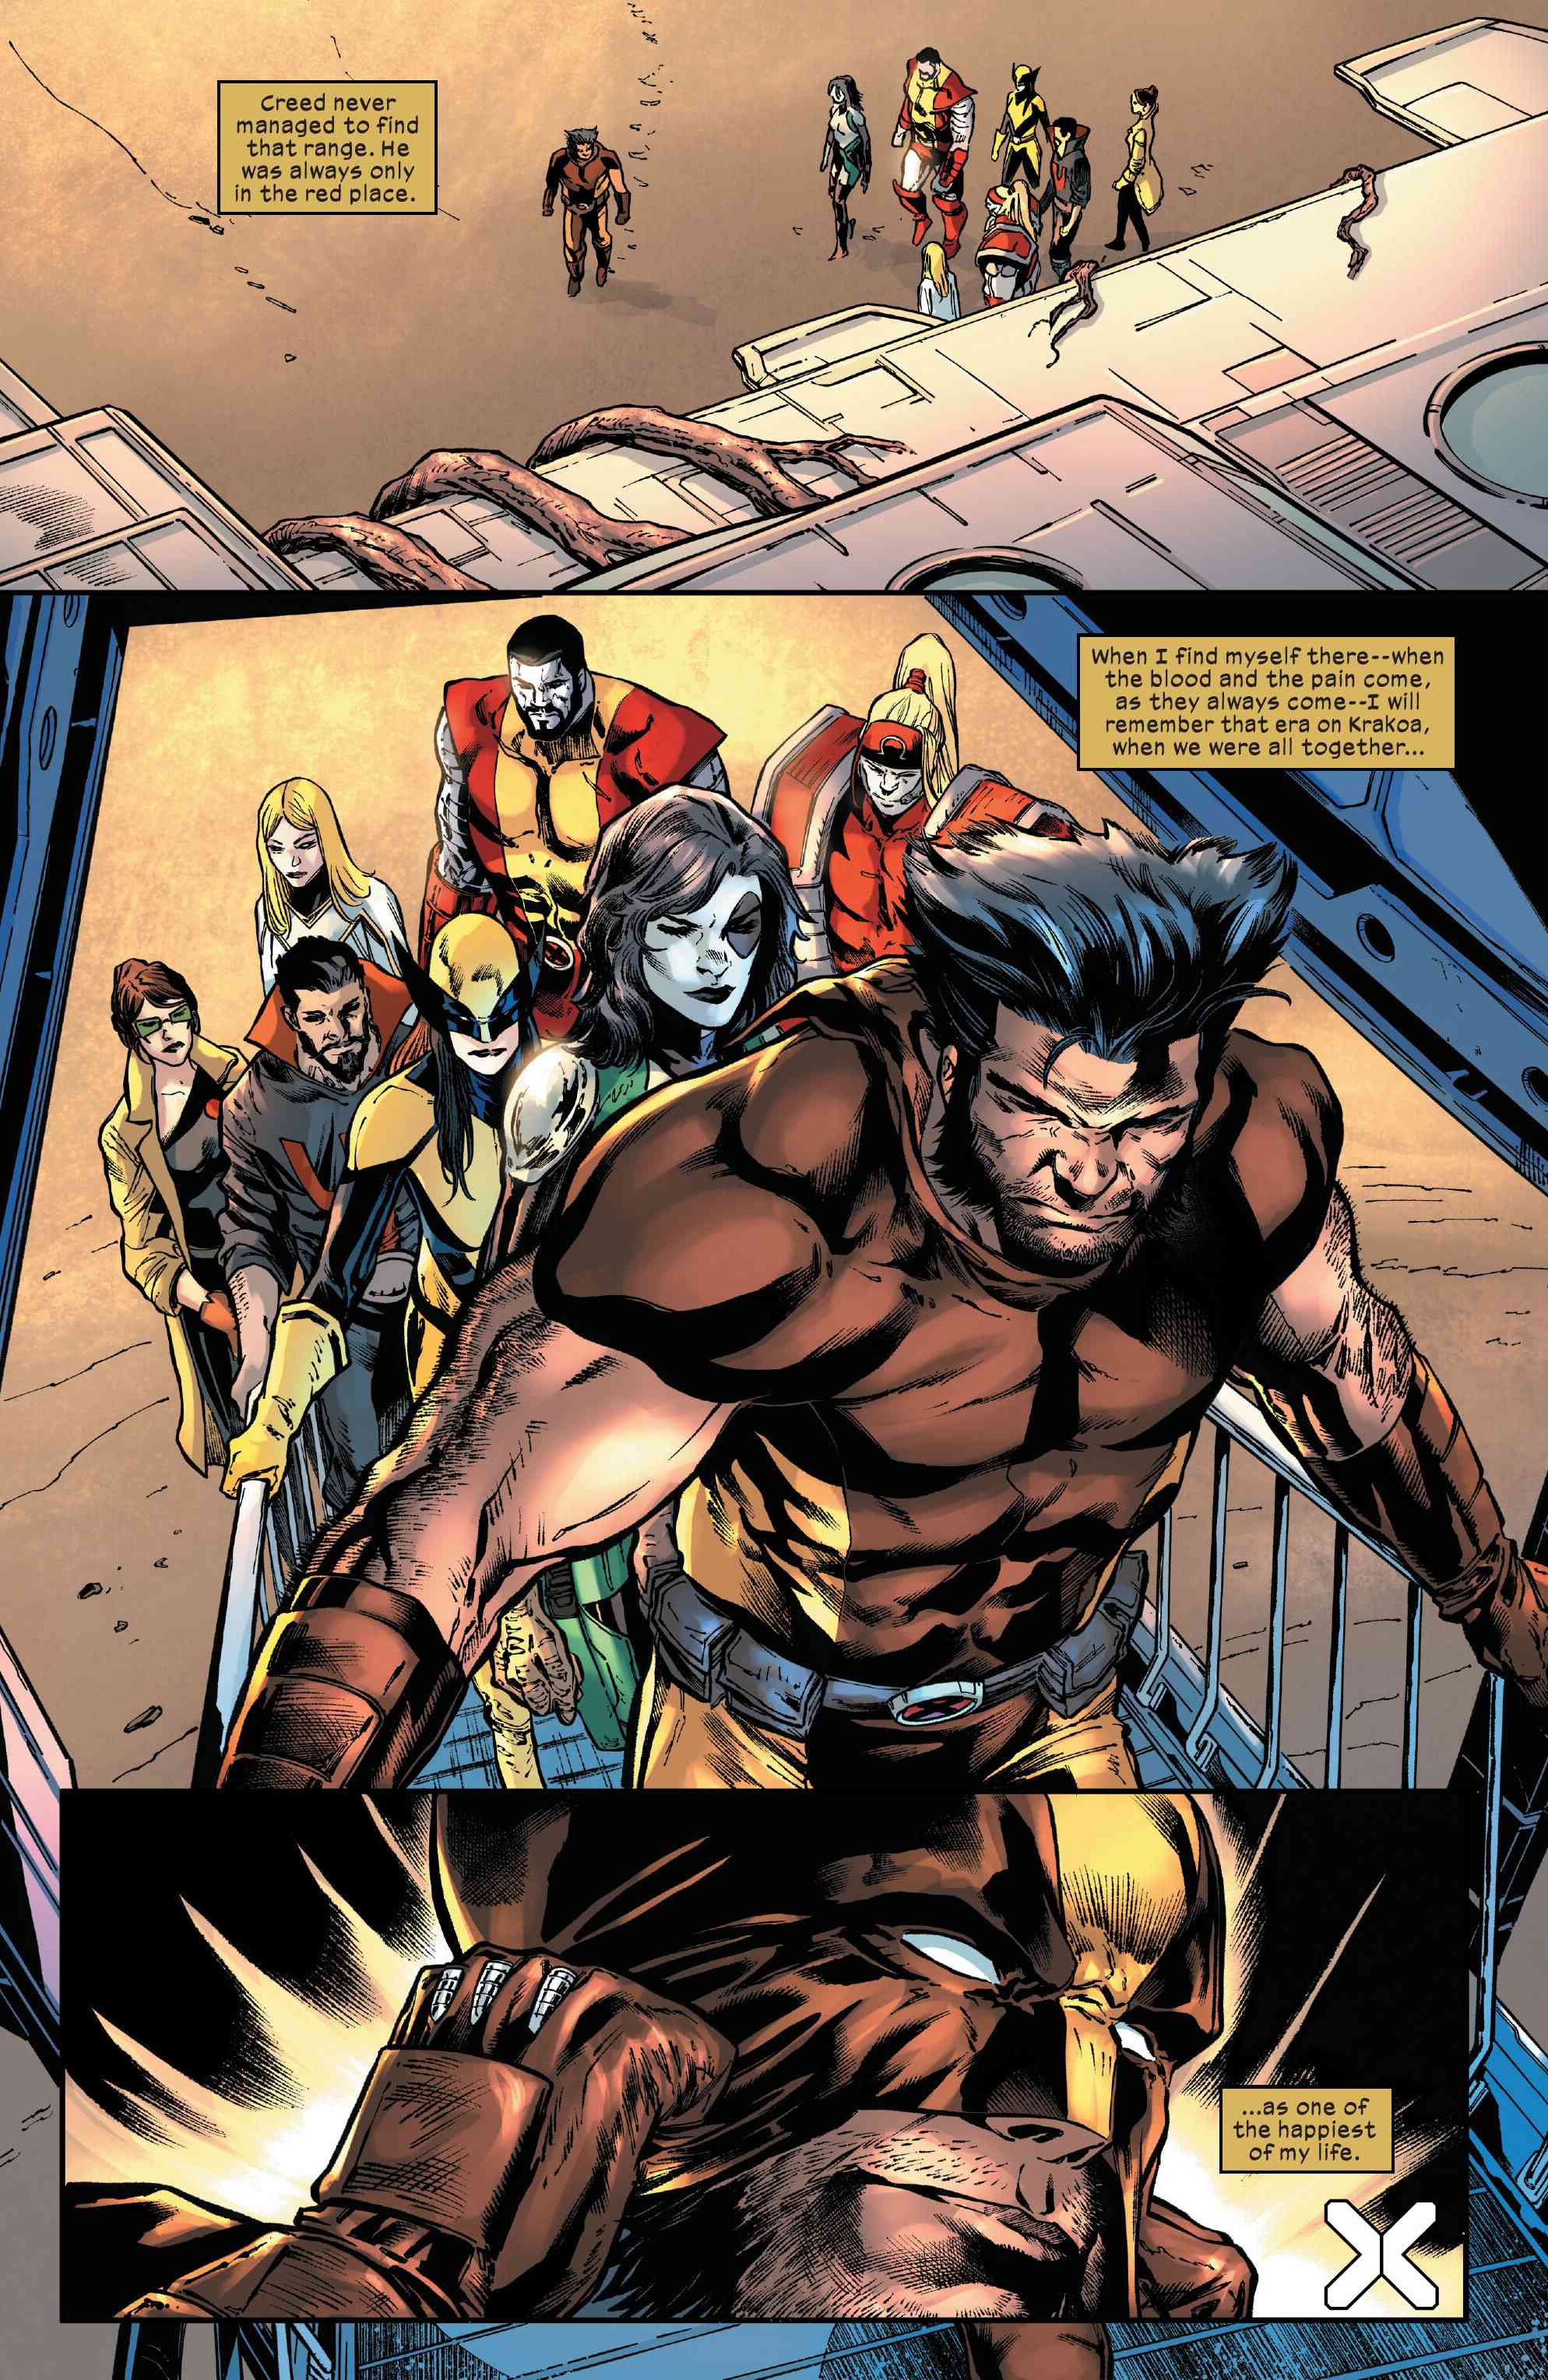 Creed never
managed to find
that range. He
was always only
in the red place.
When I find myself there--when
the blood and the pain come,
as they always come--I will
remember that era on Krakoa,
when we were all together...
...as one of
the happiest
of my life.
X